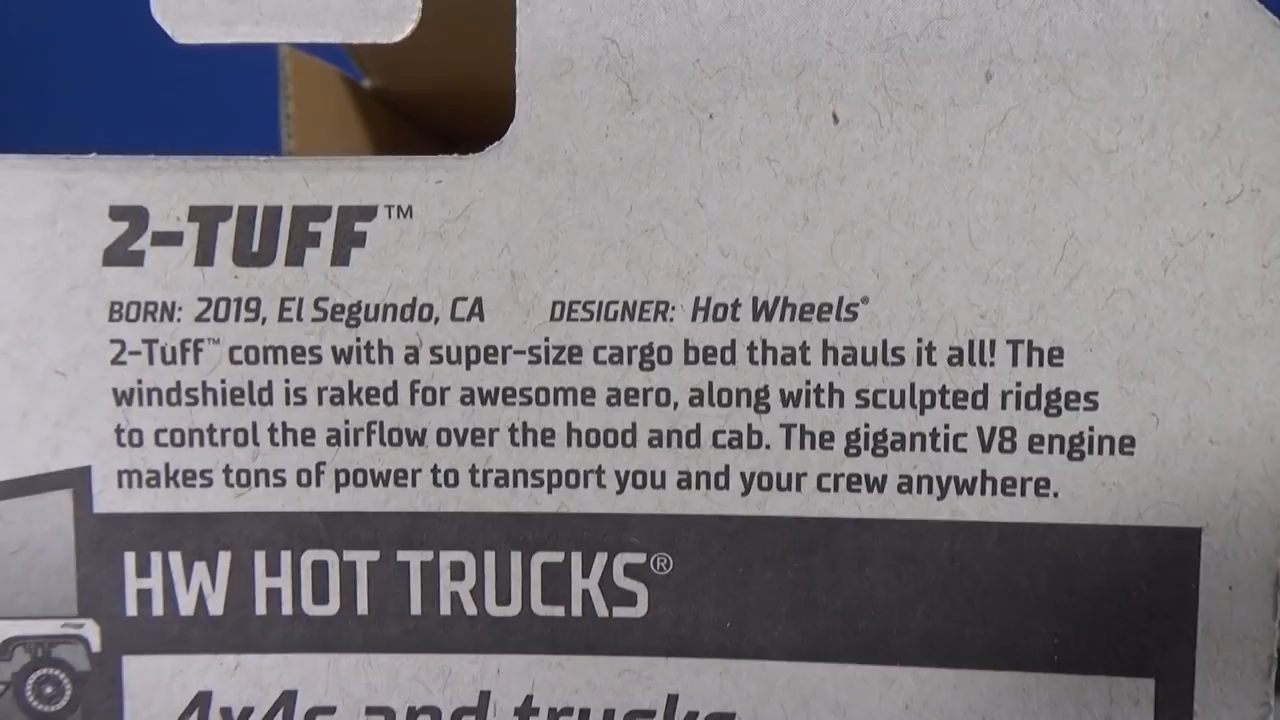 2-TUFF™
BORN: 2019, El Segundo, CA DESIGNER: Hot Wheels®
2-Tuff™ comes with a super-size cargo bed that hauls it all! The
windshield is raked for awesome aero, along with sculpted ridges
to control the airflow over the hood and cab. The gigantic V8 engine
makes tons of power to transport you and your crew anywhere.
HW HOT TRUCKS®
4x4s and trucks